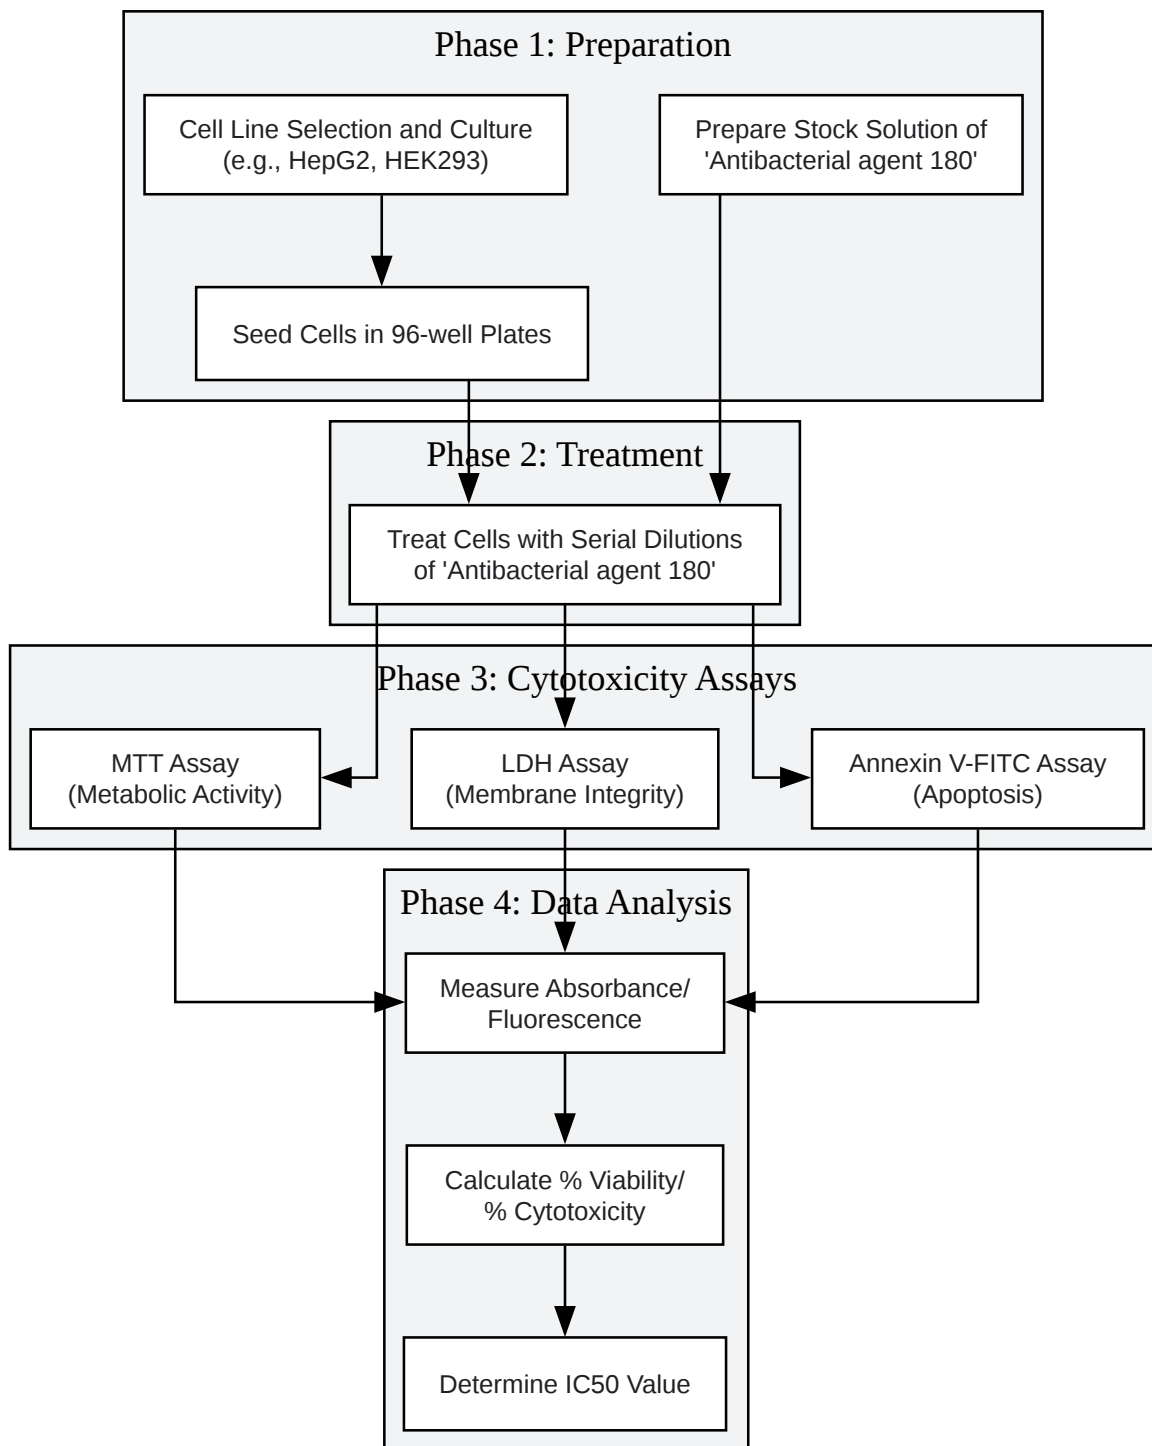 Phase 1: Preparation
Cell Line Selection and Culture
(e.g., HepG2, HEK293)
Prepare Stock Solution of
'Antibacterial agent 180'
Seed Cells in 96-well Plates
Phase 2: Treatment
Treat Cells with Serial Dilutions
of 'Antibacterial agent 180'
Phase 3: Cytotoxicity Assays
MTT Assay
(Metabolic Activity)
LDH Assay
(Membrane Integrity)
Annexin V-FITC Assay
(Apoptosis)
Phase 4: Data Analysis
Measure Absorbance/
Fluorescence
Calculate % Viability/
% Cytotoxicity
Determine IC50 Value